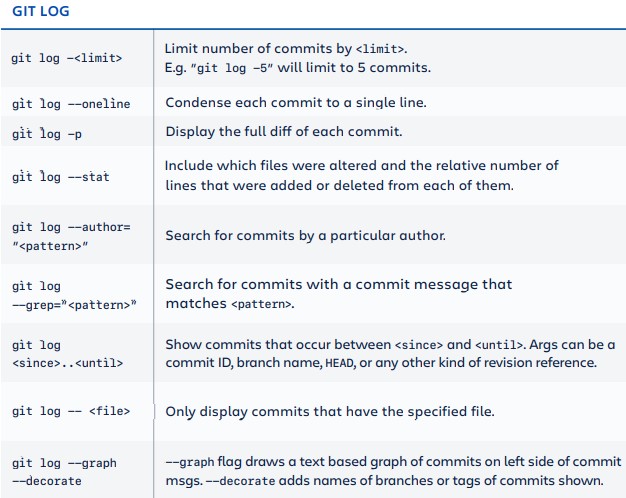 GIT LOG
git log -<limit>
Limit number of commits by <limit>.
E.g. "git log -5" will limit to 5 commits.
git log --oneline
Condense each commit to a single line.
git log -p
Display the full diff of each commit.
git log --stat
Include which files were altered and the relative number of
lines that were added or deleted from each of them.
git log --author=
"<pattern>"
Search for commits by a particular author.
git log
--grep="<pattern>"
Search for commits with a commit message that
matches <pattern>.
git log
<since>..<until>
Show commits that occur between <since> and <until>. Args can be a
commit ID, branch name, HEAD, or any other kind of revision reference.
git log -- <file>
Only display commits that have the specified file.
git log --graph
--decorate
--graph flag draws a text based graph of commits on left side of commit
msgs. --decorate adds names of branches or tags of commits shown.